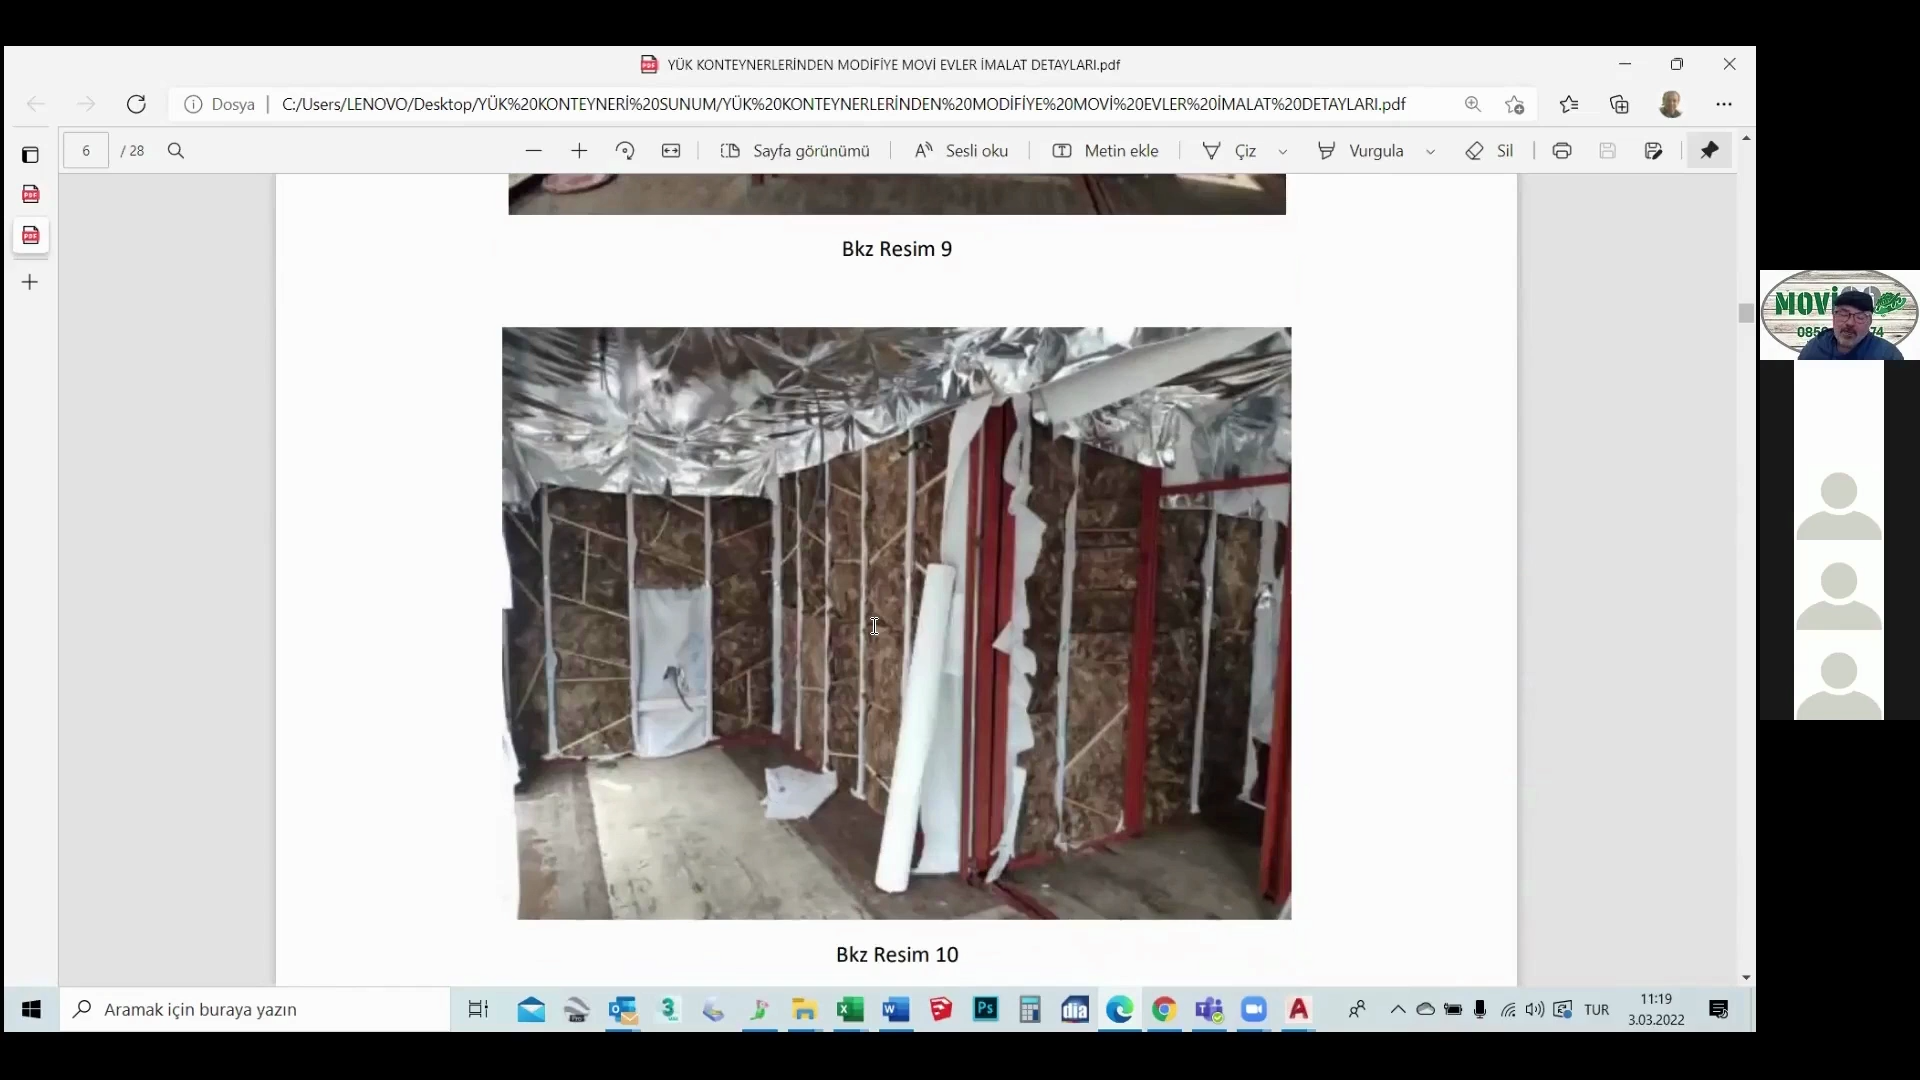 YÜK KONTEYNERLERİNDEN MODİFİYE MOVİ EVLER İMALAT DETAYLARI.pdf
Dosya
C:/Users/LENOVO/Desktop/YÜK%20KONTEYNERİ%20SUNUM/YÜK%20KONTEYNERLERİNDEN%20MODİFİYE%20MOVİ%20EVLER%20İMALAT%20DETAYLARI.pdf
6 / 28
Sayfa görünümü
Sesli oku
Metin ekle
Çiz
Vurgula
Sil
Bkz Resim 9
Bkz Resim 10
MOVİ
Aramak için buraya yazın
Ps
dia
TUR
11:19
3.03.2022